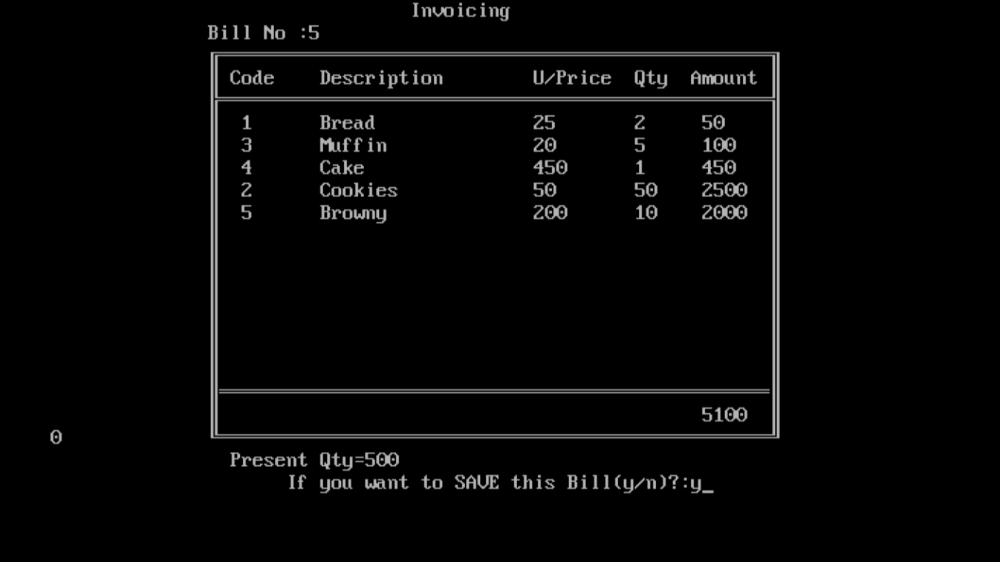 Invoicing
Bill No :5
Code Description U/Price Qty Amount
1 Bread 25 2 50
3 Muffin 20 5 100
4 Cake 450 1 450
2 Cookies 50 50 2500
5 Browny 200 10 2000
5100
0
Present Qty=500
If you want to SAVE this Bill(y/n)?:y_